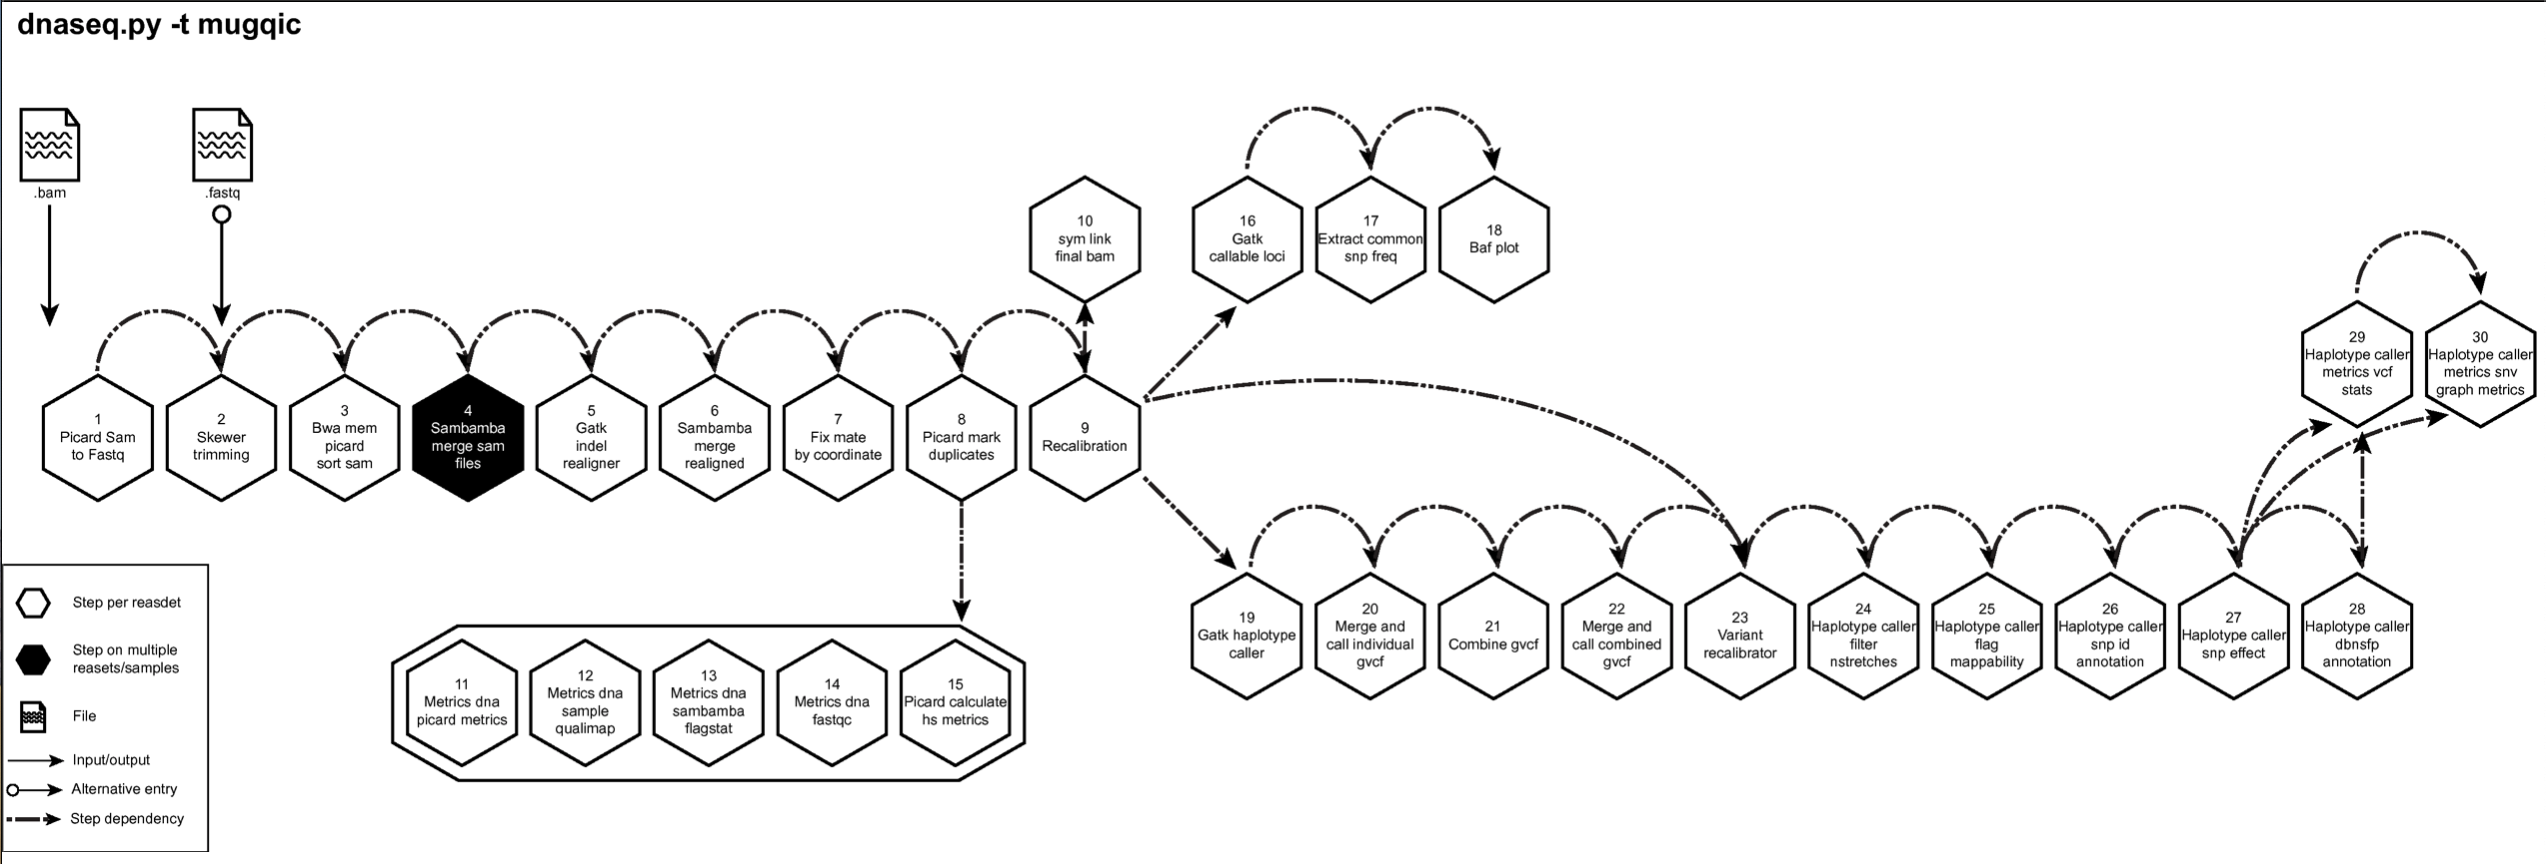 dnaseq.py -t mugqic
.bam
.fastq
1
Picard Sam
to Fastq
2
Skewer
trimming
3
Bwa mem
picard
sort sam
4
Sambamba
merge sam
files
5
Gatk
indel
realigner
6
Sambamba
merge
realigned
7
Fix mate
by coordinate
8
Picard mark
duplicates
9
Recalibration
10
sym link
final bam
11
Metrics dna
picard metrics
12
Metrics dna
sample
qualimap
13
Metrics dna
sambamba
flagstat
14
Metrics dna
fastqc
15
Picard calculate
hs metrics
16
Gatk
callable loci
17
Extract common
snp freq
18
Baf plot
19
Gatk haplotype
caller
20
Merge and
call individual
gvcf
21
Combine gvcf
22
Merge and
call combined
gvcf
23
Variant
recalibrator
24
Haplotype caller
filter
nstretches
25
Haplotype caller
flag
mappability
26
Haplotype caller
snp id
annotation
27
Haplotype caller
snp effect
28
Haplotype caller
dbnsfp
annotation
29
Haplotype caller
metrics vcf
stats
30
Haplotype caller
metrics snv
graph metrics
Step per reasdet
Step on multiple
reasets/samples
File
Input/output
Alternative entry
Step dependency